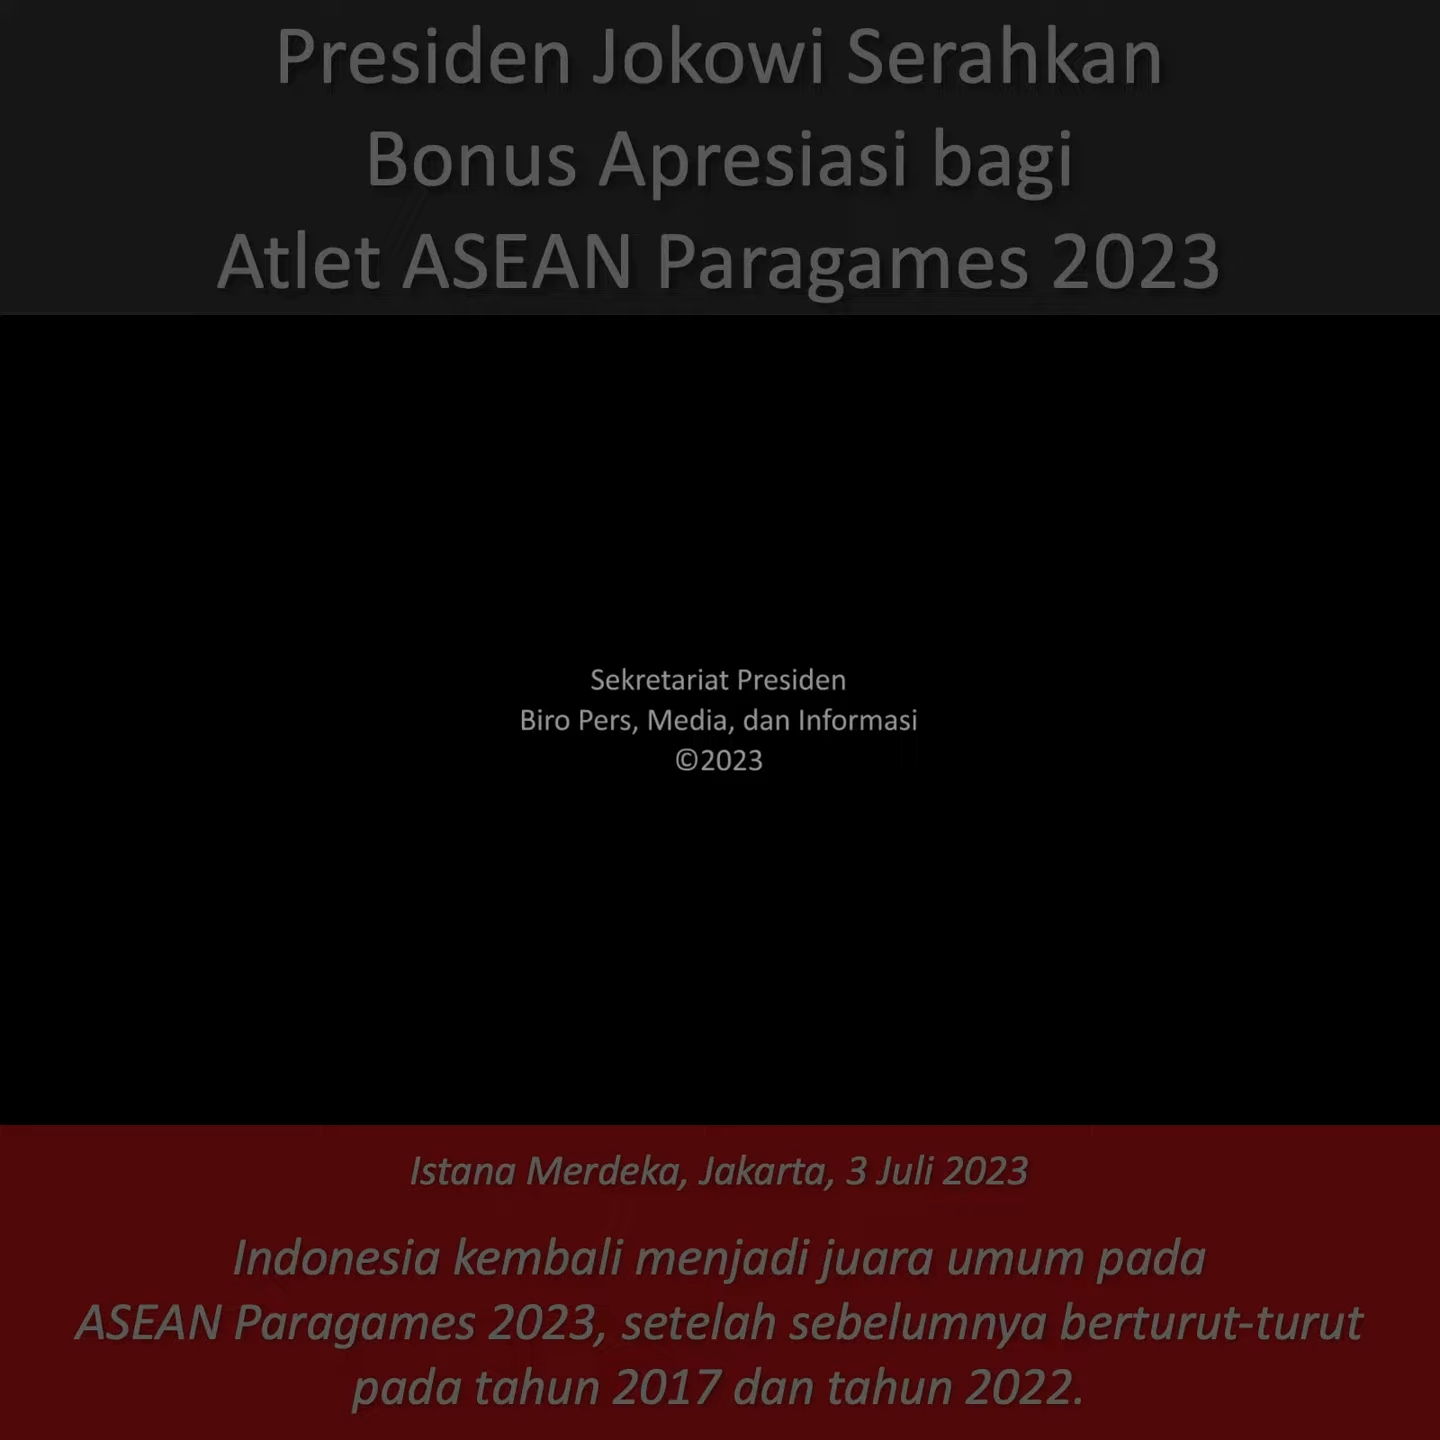 Presiden Jokowi Serahkan
Bonus Apresiasi bagi
Atlet ASEAN Paragames 2023
Sekretariat Presiden
Biro Pers, Media, dan Informasi
©2023
Istana Merdeka, Jakarta, 3 Juli 2023
Indonesia kembali menjadi juara umum pada
ASEAN Paragames 2023, setelah sebelumnya berturut-turut
pada tahun 2017 dan tahun 2022.